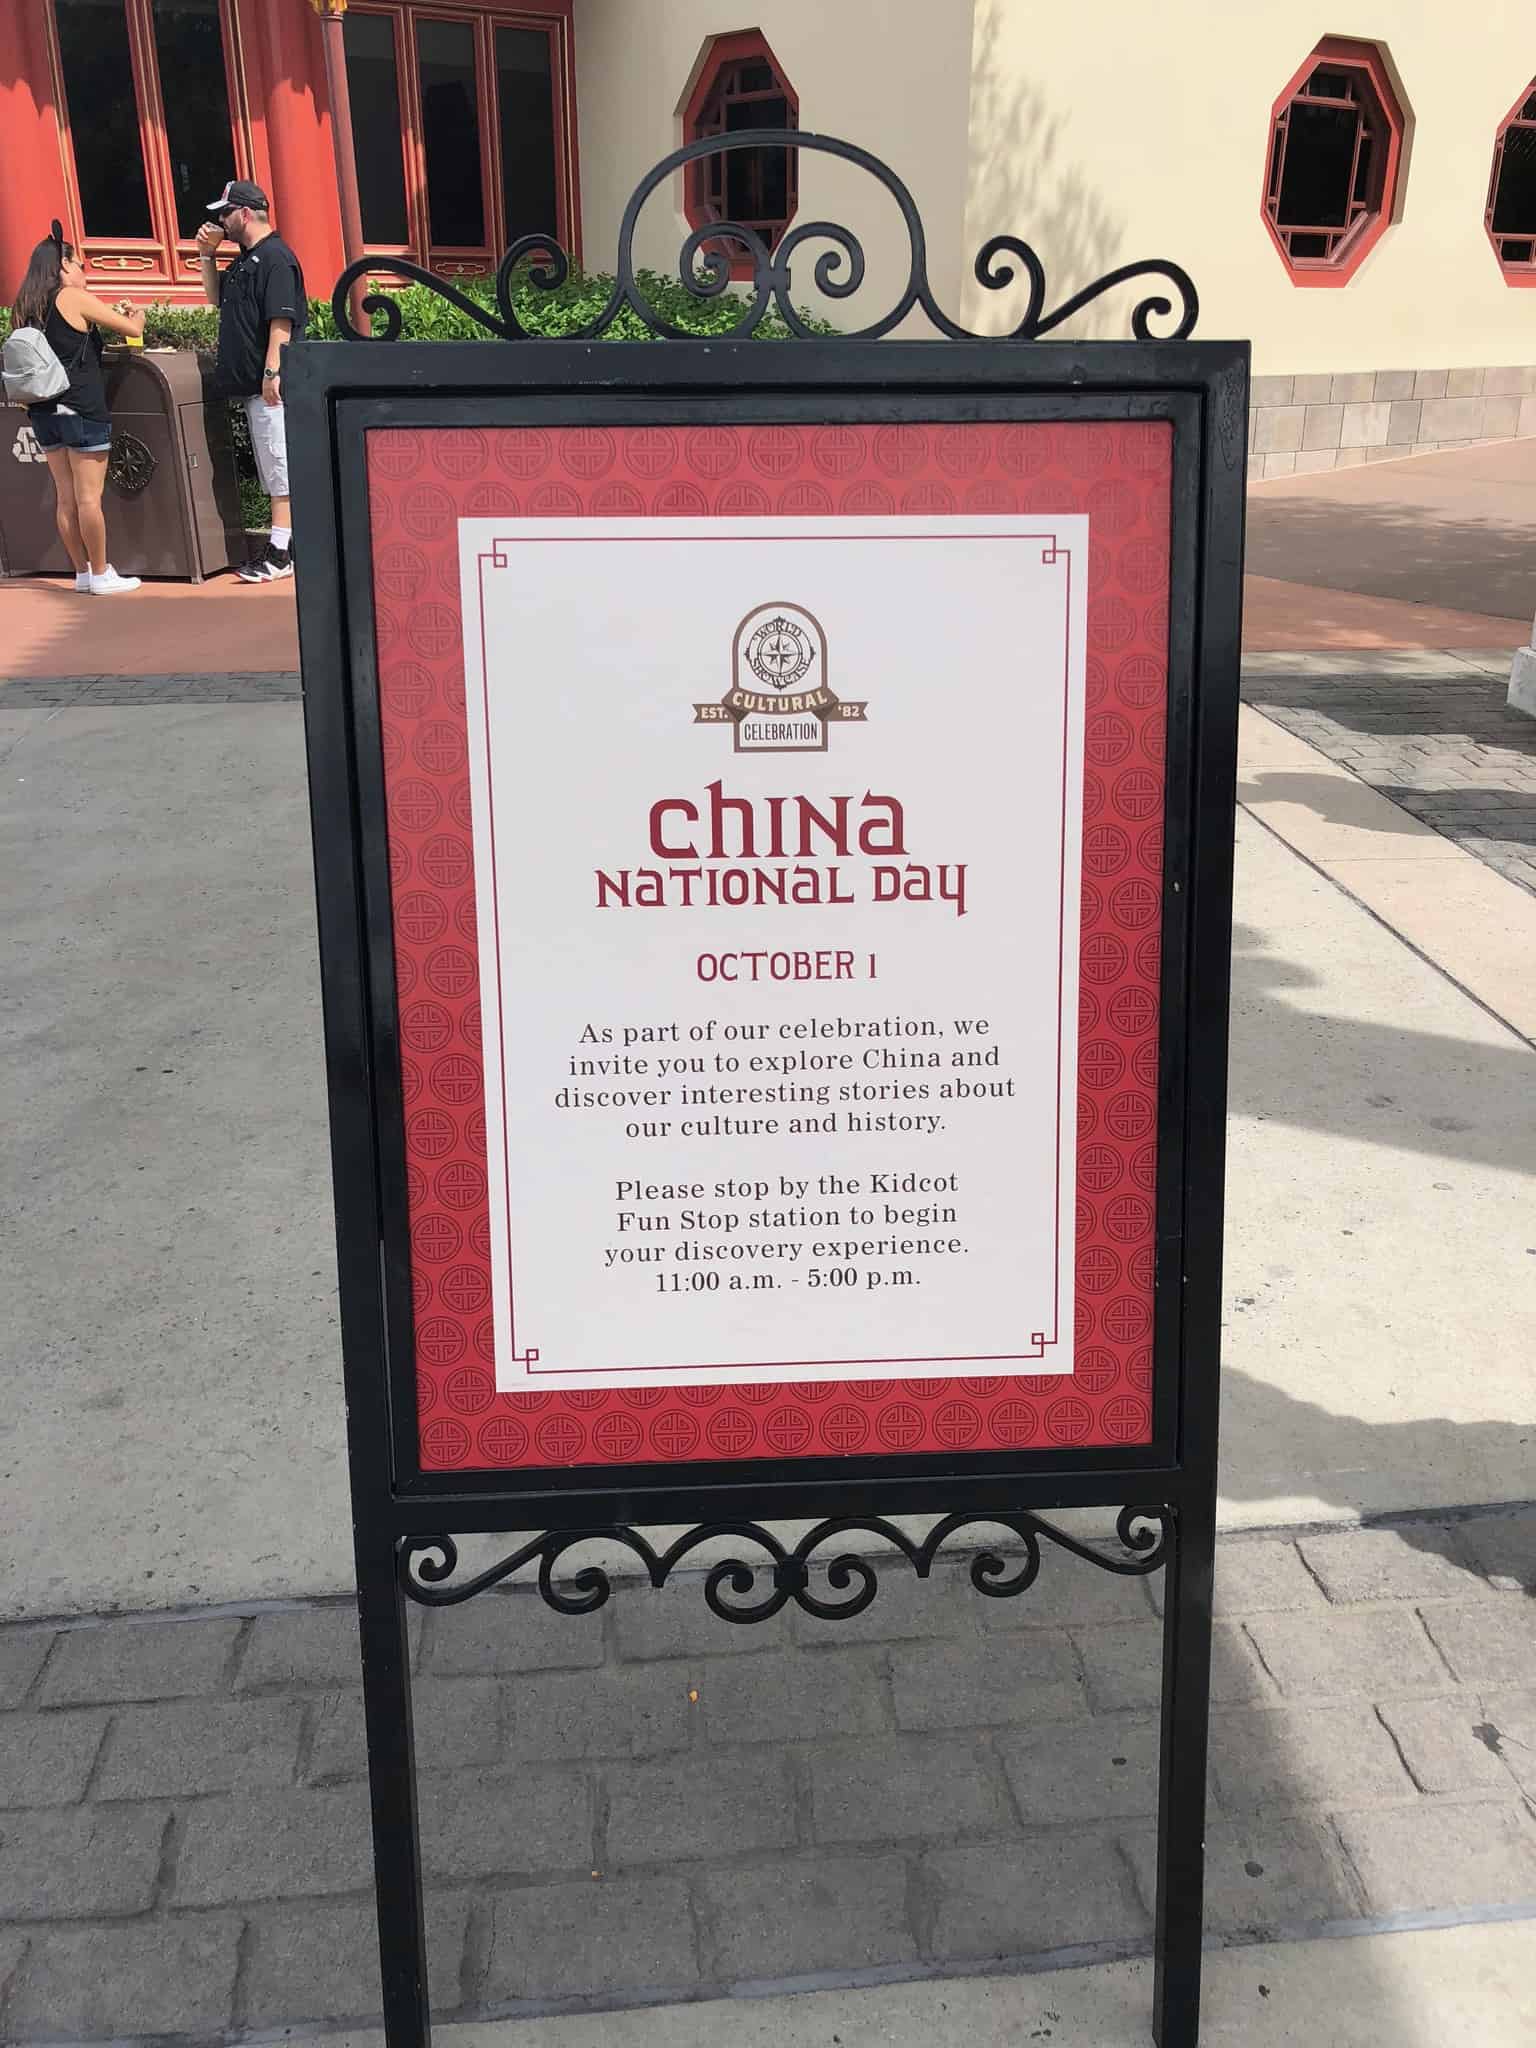 WORLD
SHOWCASE
CULTURAL
EST. '82
CELEBRATION
China
National Day
OCTOBER 1
As part of our celebration, we
invite you to explore China and
discover interesting stories about
our culture and history.
Please stop by the Kidcot
Fun Stop station to begin
your discovery experience.
11:00 a.m. - 5:00 p.m.